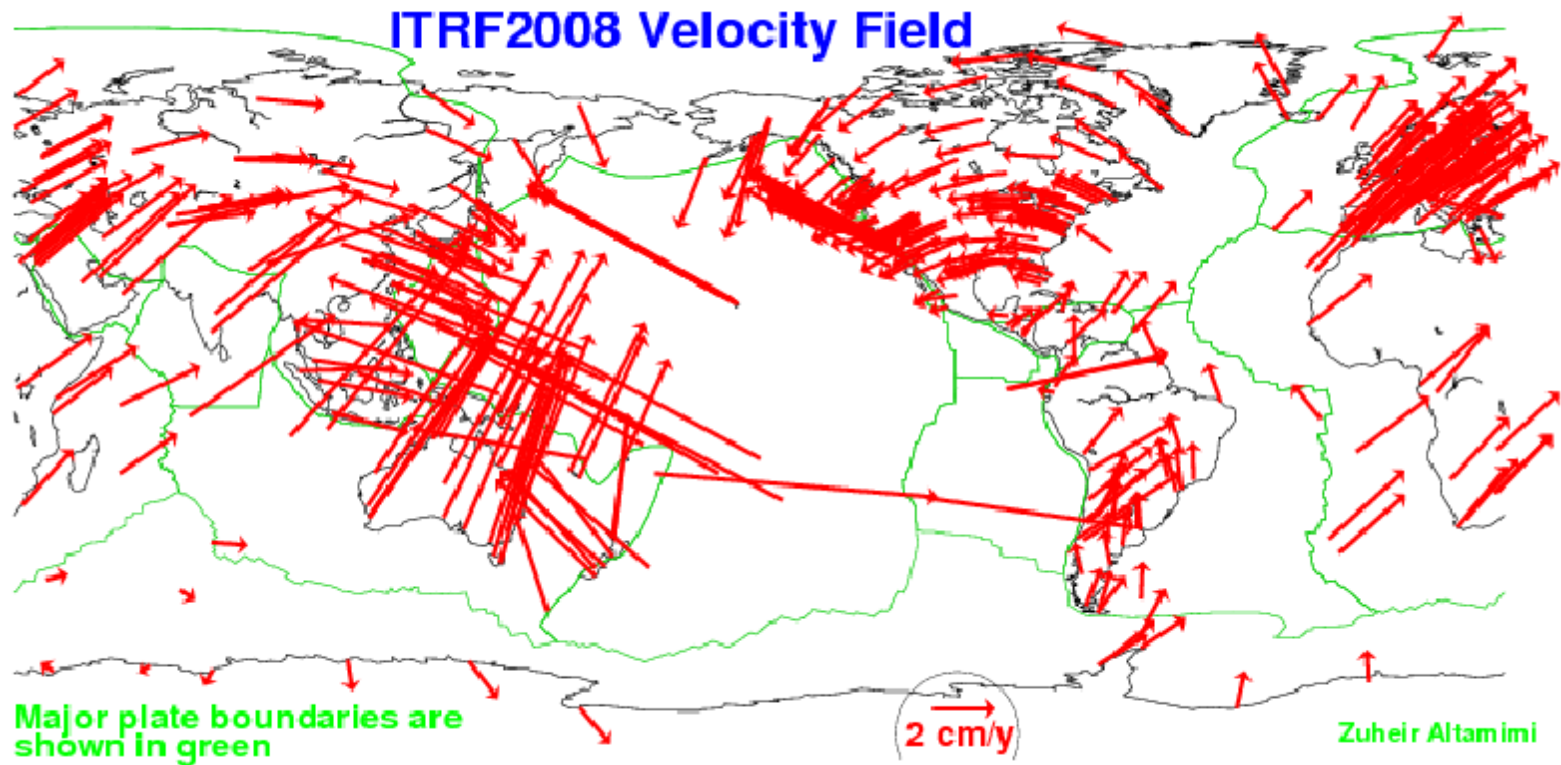 ITRF2008 Velocity Field
Major plate boundaries are
shown in green
2 cm/y
Zuheir Altamimi